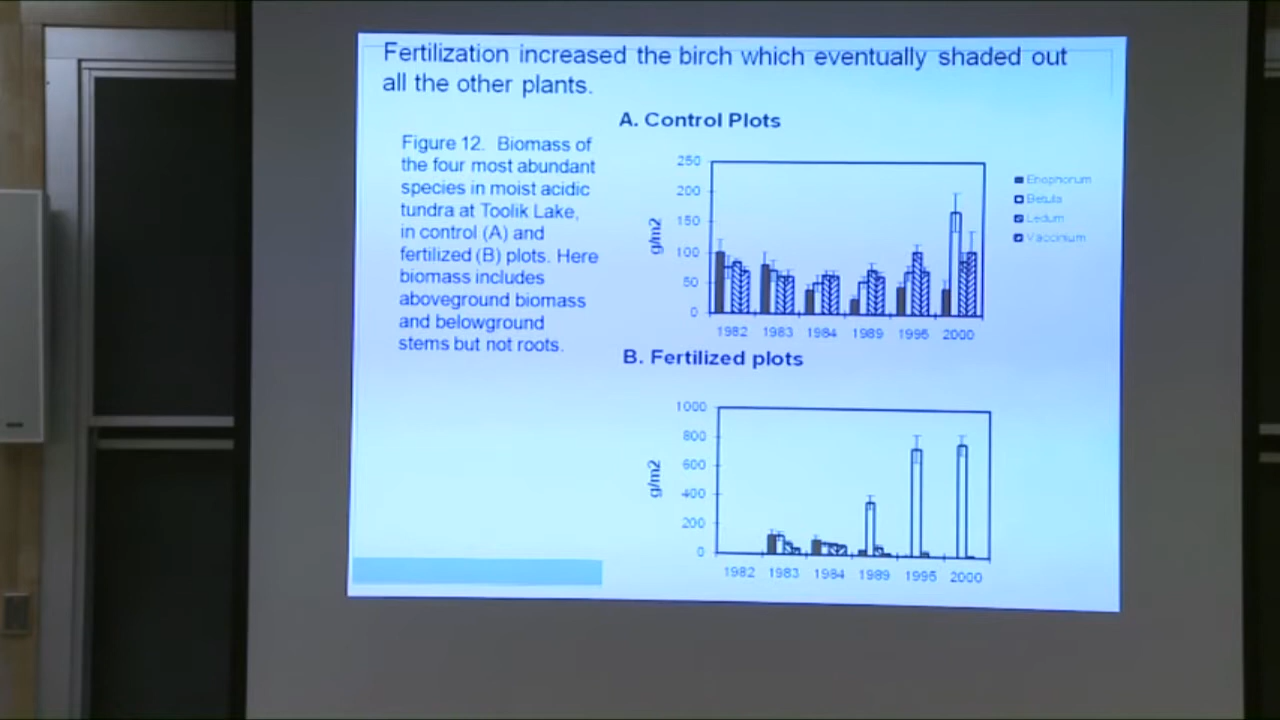 Fertilization increased the birch which eventually shaded out
all the other plants.
Figure 12. Biomass of
the four most abundant
species in moist acidic
tundra at Toolik Lake,
in control (A) and
fertilized (B) plots. Here
biomass includes
aboveground biomass
and belowground
stems but not roots.
A. Control Plots
250
200
150
100
50
0
g/m2
1982 1983 1984 1989 1995 2000
Eriophorum
Betula
Ledum
Vaccinium
B. Fertilized plots
1000
800
600
400
200
0
g/m2
1982 1983 1984 1989 1995 2000